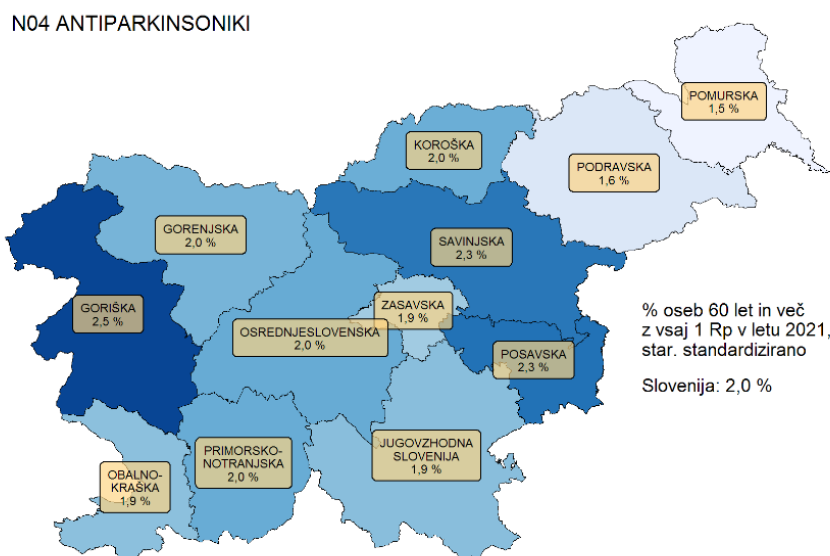 N04 ANTIPARKINSONIKI
POMURSKA
1,5 %
KOROŠKA
2,0 %
PODRAVSKA
1,6 %
GORENJSKA
2,0 %
SAVINJSKA
2,3 %
GORIŠKA
2,5 %
ZASAVSKA
1,9 %
OSREDNJESLOVENSKA
2,0 %
POSAVSKA
2,3 %
% oseb 60 let in več
z vsaj 1 Rp v letu 2021,
star. standardizirano
Slovenija: 2,0 %
JUGOVZHODNA
SLOVENIJA
1,9 %
PRIMORSKO-
NOTRANJSKA
2,0 %
OBALNO-
KRAŠKA
1,9 %